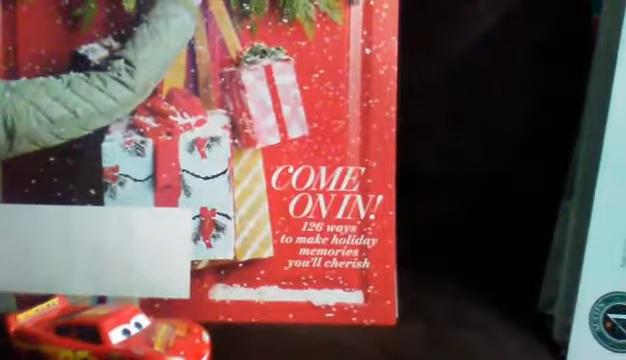 COME
ON IN!
126 ways
to make holiday
memories
you'll cherish